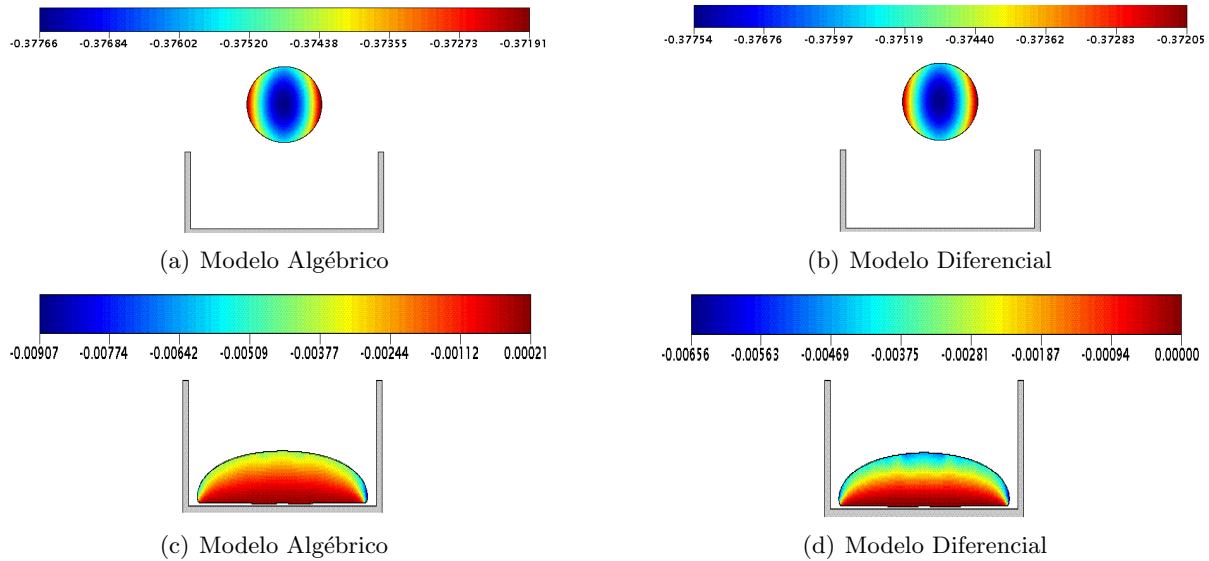 -0.37766 -0.37684 -0.37602 -0.37520 -0.37438 -0.37355 -0.37273 -0.37191
-0.37754 -0.37676 -0.37597 -0.37519 -0.37440 -0.37362 -0.37283 -0.37205
(a) Modelo Algébrico
(b) Modelo Diferencial
-0.00907 -0.00774 -0.00642 -0.00509 -0.00377 -0.00244 -0.00112 0.00021
-0.00656 -0.00563 -0.00469 -0.00375 -0.00281 -0.00187 -0.00094 0.00000
(c) Modelo Algébrico
(d) Modelo Diferencial